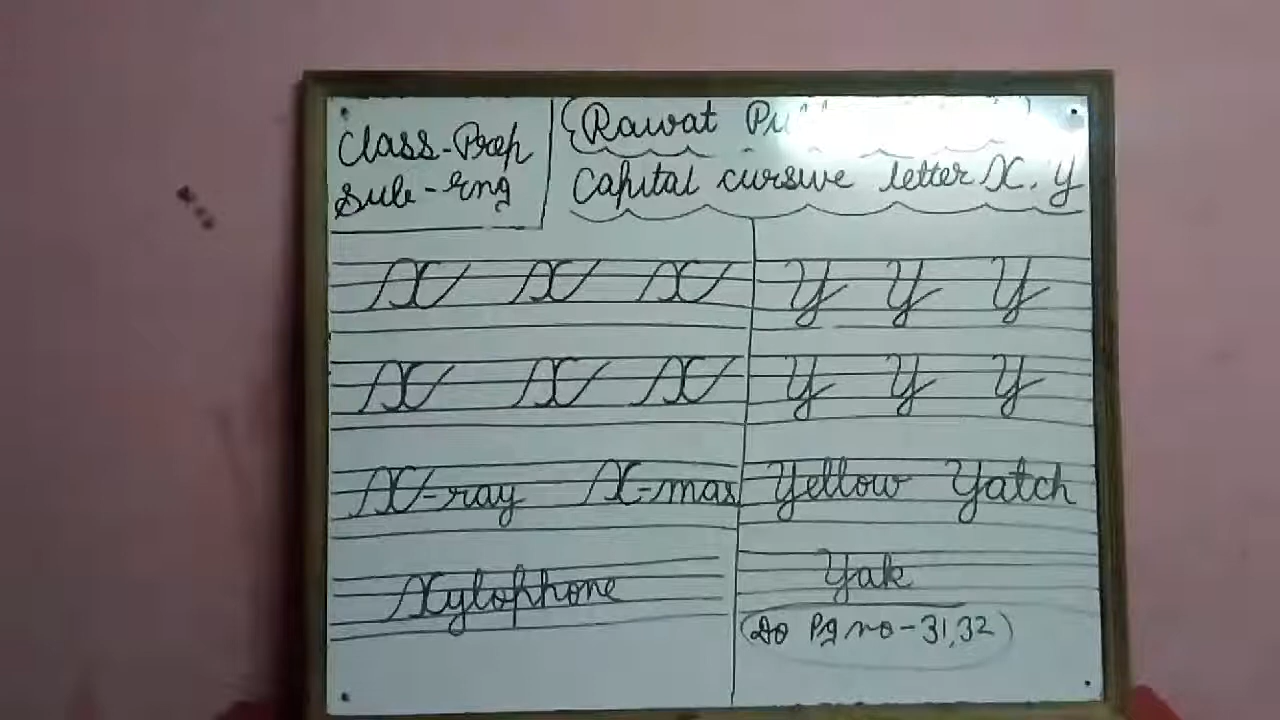 Class-Prep
Sub-Eng
Rawat
Capital cursive letter X, Y
X X X
Y Y Y
X X X
Y Y Y
X-ray X-mas
Yellow Yatch
Xylophone
Yak
(Do Pg no-31,32)